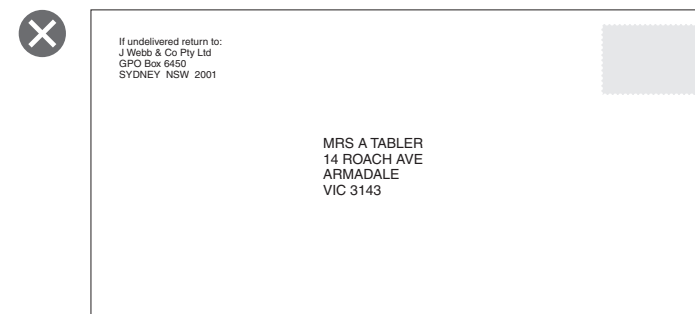 If undelivered return to:
J Webb & Co Pty Ltd
GPO Box 6450
SYDNEY NSW 2001
MRS A TABLER
14 ROACH AVE
ARMADALE
VIC 3143